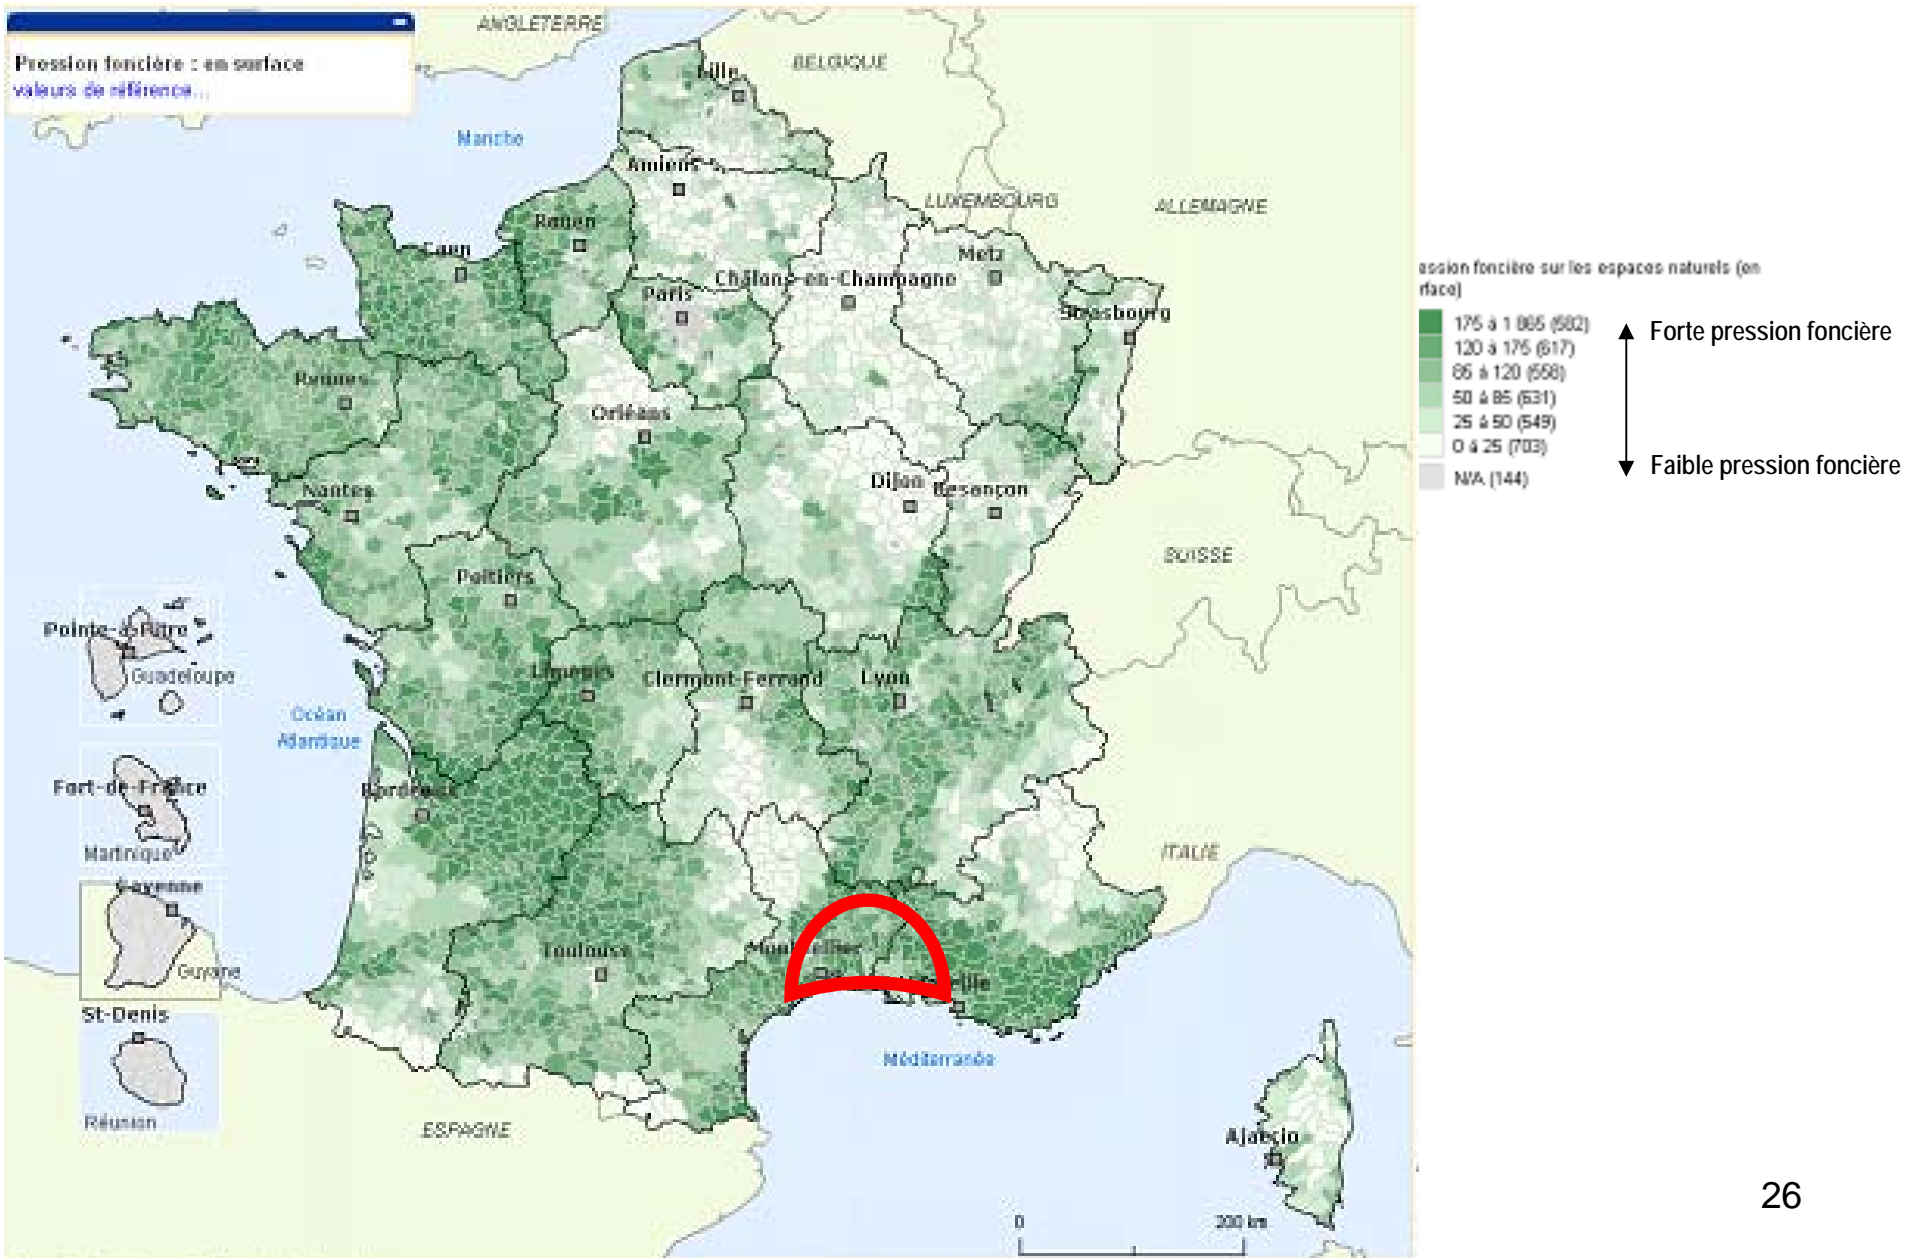 Pression foncière : en surface
valeurs de référence...
ANGLETERRE
BELGIQUE
Lille
Manche
Amiens
LUXEMBOURG
ALLEMAGNE
Rouen
Caen
Metz
Châlons-en-Champagne
Paris
Strasbourg
Rennes
Orléans
Nantes
Dijon
Besançon
SUISSE
Poitiers
Pointe-à-Pitre
Guadeloupe
Limoges
Clermont-Ferrand
Lyon
Océan
Atlantique
Fort-de-France
Bordeaux
Martinique
ITALIE
Cayenne
Guyane
Toulouse
Montpellier
St-Denis
Méditerranée
Réunion
ESPAGNE
Ajaccio
0
200 km
ession foncière sur les espaces naturels (en
rface)
175 à 1 865 (582)
120 à 175 (617)
85 à 120 (558)
50 à 85 (631)
25 à 50 (549)
0 à 25 (703)
N/A (144)
Forte pression foncière
Faible pression foncière
26